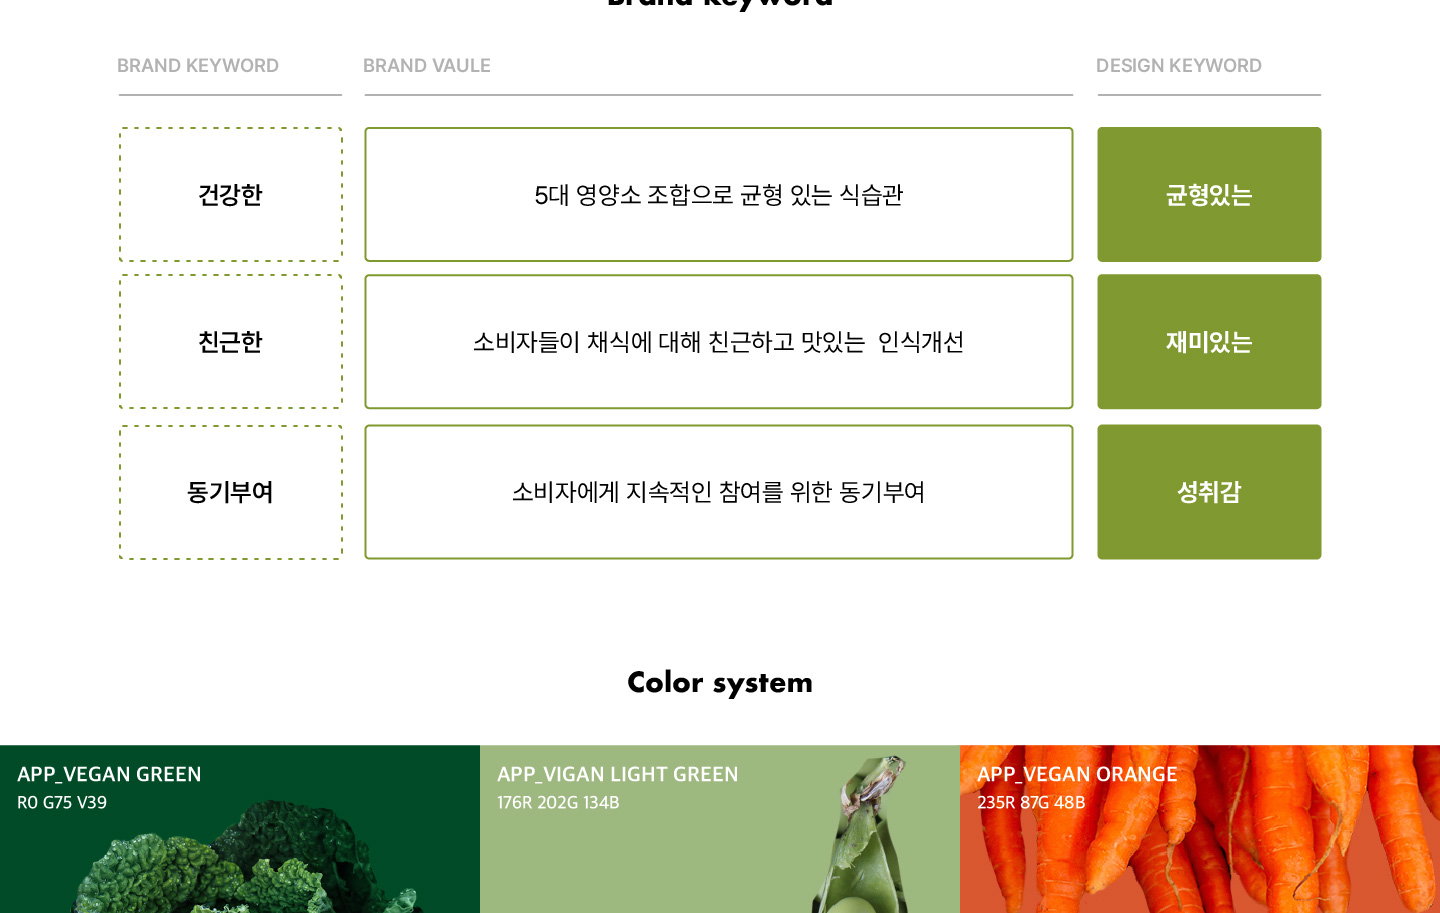 Brand Keyword
BRAND KEYWORD
BRAND VAULE
DESIGN KEYWORD
건강한
5대 영양소 조합으로 균형 있는 식습관
균형있는
친근한
소비자들이 채식에 대해 친근하고 맛있는 인식개선
재미있는
동기부여
소비자에게 지속적인 참여를 위한 동기부여
성취감
Color system
APP_VEGAN GREEN
R0 G75 V39
APP_VIGAN LIGHT GREEN
176R 202G 134B
APP_VEGAN ORANGE
235R 87G 48B